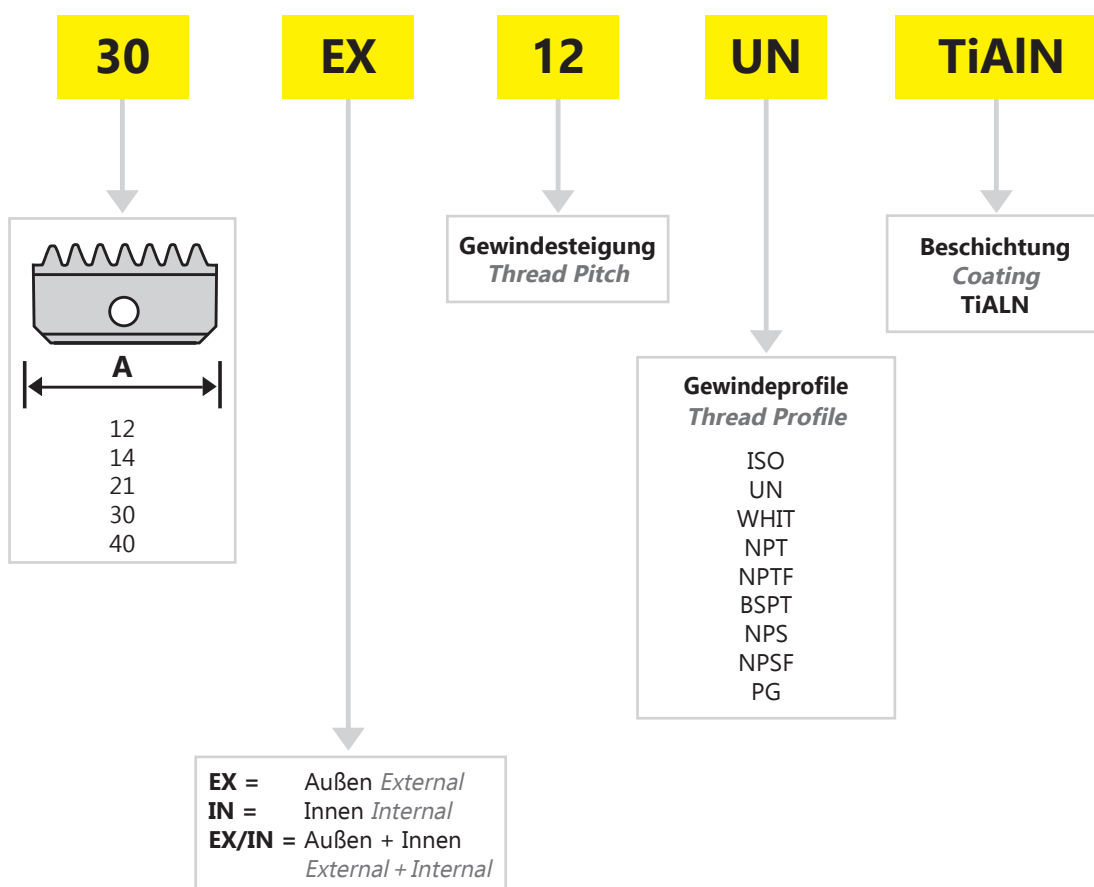 30 EX 12 UN TiAlN
A
12
14
21
30
40
Gewindesteigung
Thread Pitch
Beschichtung
Coating
TiALN
Gewindeprofile
Thread Profile
ISO
UN
WHIT
NPT
NPTF
BSPT
NPS
NPSF
PG
EX = Außen External
IN = Innen Internal
EX/IN = Außen + Innen
External + Internal